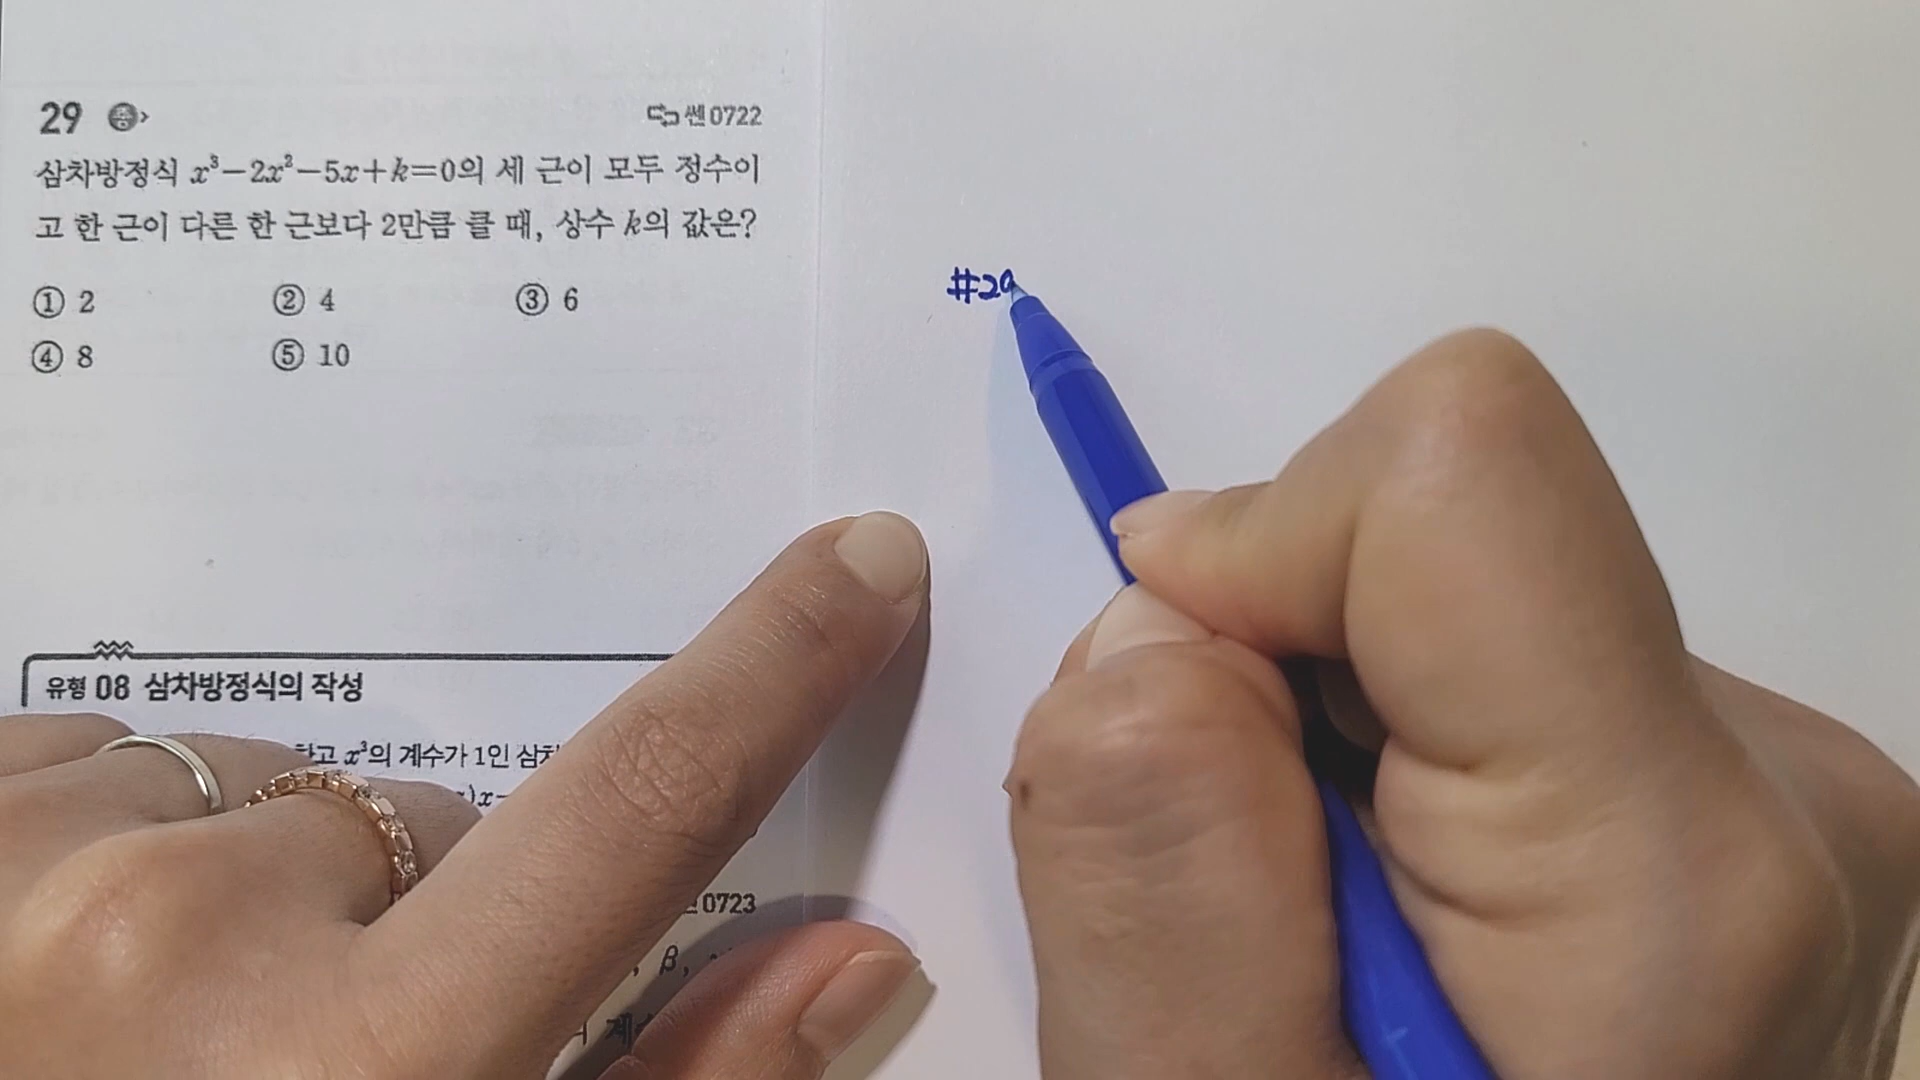 29 중 쎈 0722
삼차방정식 x³-2x²-5x+k=0의 세 근이 모두 정수이
고 한 근이 다른 한 근보다 2만큼 클 때, 상수 k의 값은?
① 2 ② 4 ③ 6
④ 8 ⑤ 10
#29
유형 08 삼차방정식의 작성
하고 x³의 계수가 1인
)x-
0723
, β,